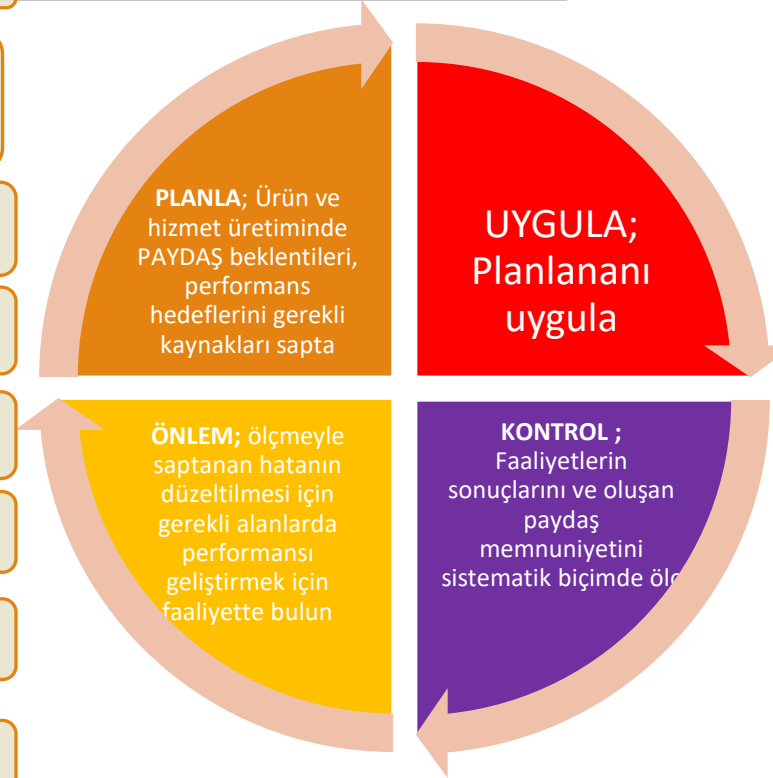 PLANLA; Ürün ve
hizmet üretiminde
PAYDAŞ beklentileri,
performans
hedeflerini gerekli
kaynakları sapta
UYGULA;
Planlananı
uygula
ÖNLEM; ölçmeyle
saptanan hatanın
düzeltilmesi için
gerekli alanlarda
performansı
geliştirmek için
faaliyette bulun
KONTROL ;
Faaliyetlerin
sonuçlarını ve oluşan
paydaş
memnuniyetini
sistematik biçimde ölç